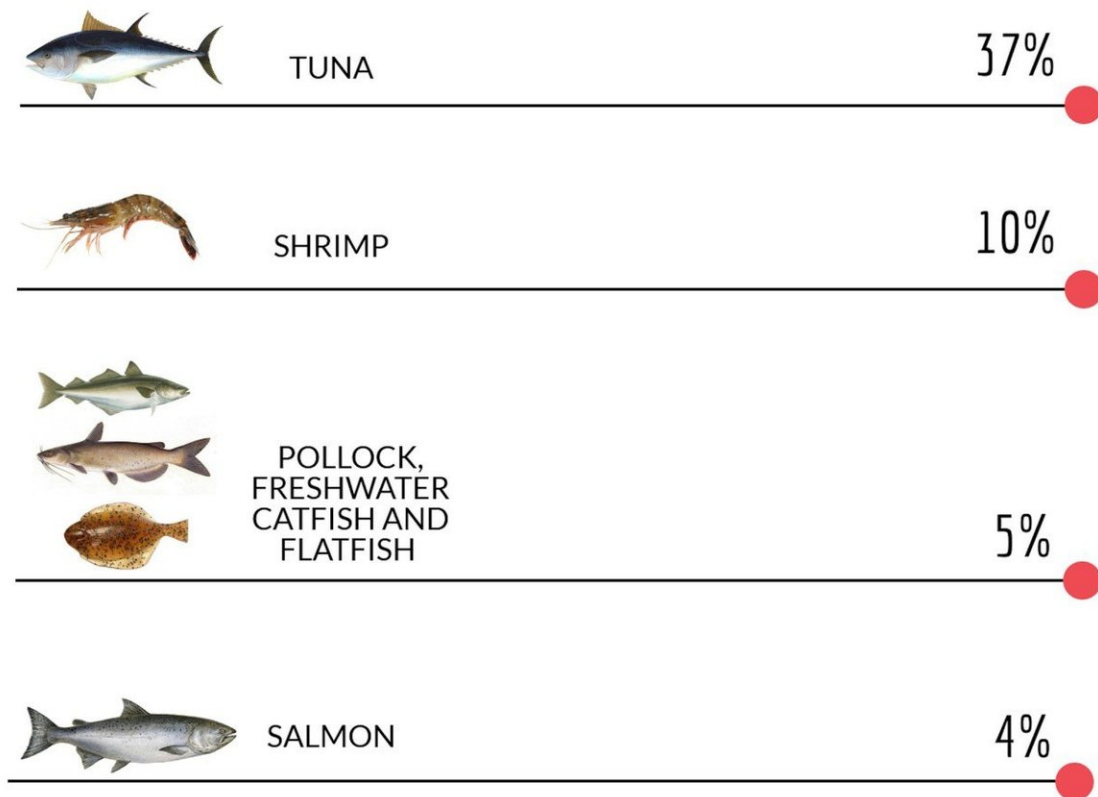 TUNA
37%
SHRIMP
10%
POLLOCK,
FRESHWATER
CATFISH AND
FLATFISH
5%
SALMON
4%